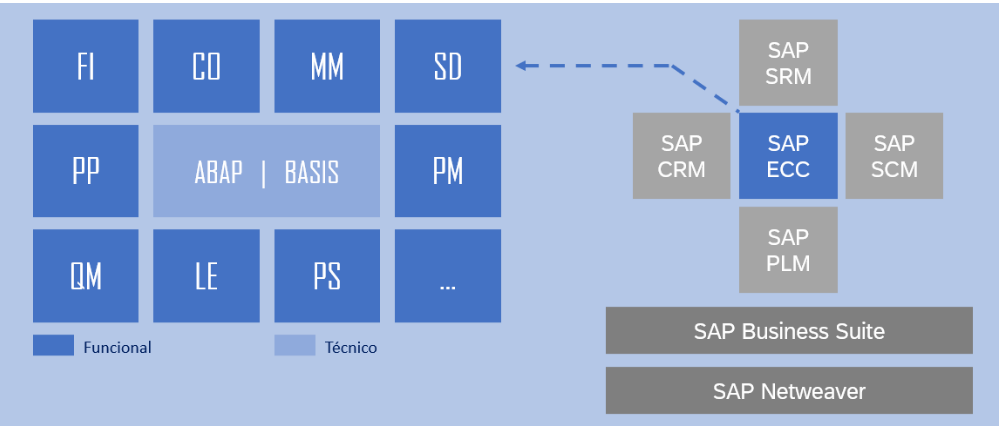 FI
CO
MM
SD
PP
ABAP | BASIS
PM
QM
LE
PS
...
Funcional
Técnico
SAP
SRM
SAP
CRM
SAP
ECC
SAP
SCM
SAP
PLM
SAP Business Suite
SAP Netweaver